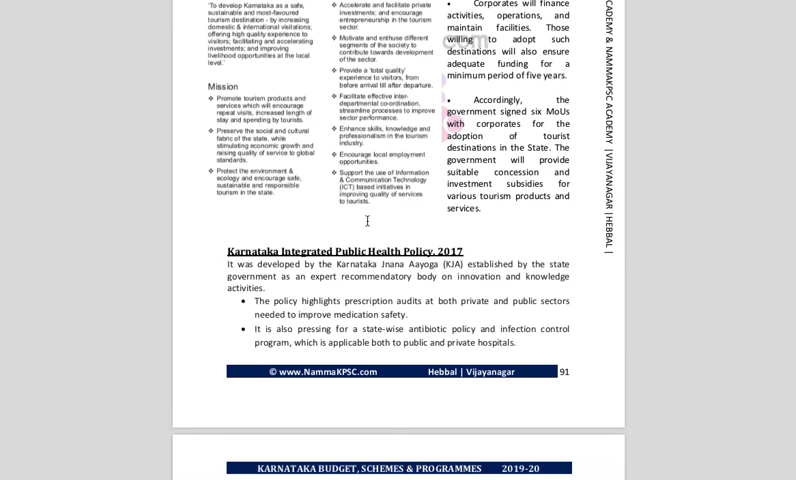 'To develop Karnataka as a safe,
sustainable and most-favoured
tourism destination - by increasing
domestic & international visitations;
offering high quality experience to
visitors; facilitating and accelerating
investments; and improving
livelihood opportunities at the local
level.'
Mission
❖ Promote tourism products and
services which will encourage
repeat visits, increased length of
stay and spending by tourists.
❖ Preserve the social and cultural
fabric of the state, while
stimulating economic growth and
raising quality of service to global
standards.
❖ Protect the environment &
ecology and encourage safe,
sustainable and responsible
tourism in the state.
❖ Accelerate and facilitate private
investments; and encourage
entrepreneurship in the tourism
sector.
❖ Motivate and enthuse different
segments of the society to
contribute towards development
of the sector.
❖ Provide a 'total quality'
experience to visitors, from
before arrival till after departure.
❖ Facilitate effective inter-
departmental co-ordination,
streamline processes to improve
sector performance.
❖ Enhance skills, knowledge and
professionalism in the tourism
industry.
❖ Encourage local employment
opportunities.
❖ Support the use of Information
& Communication Technology
(ICT) based initiatives in
improving quality of services
to tourists.
• Corporates will finance
activities, operations, and
maintain facilities. Those
willing to adopt such
destinations will also ensure
adequate funding for a
minimum period of five years.
• Accordingly, the
government signed six MoUs
with corporates for the
adoption of tourist
destinations in the State. The
government will provide
suitable concession and
investment subsidies for
various tourism products and
services.
CADEMY & NAMMAKPSC ACADEMY |VIJAYANAGAR |HEBBAL |
Karnataka Integrated Public Health Policy, 2017
It was developed by the Karnataka Jnana Aayoga (KJA) established by the state
government as an expert recommendatory body on innovation and knowledge
activities.
• The policy highlights prescription audits at both private and public sectors
needed to improve medication safety.
• It is also pressing for a state-wise antibiotic policy and infection control
program, which is applicable both to public and private hospitals.
© www.NammaKPSC.com Hebbal | Vijayanagar 91
KARNATAKA BUDGET, SCHEMES & PROGRAMMES 2019-20